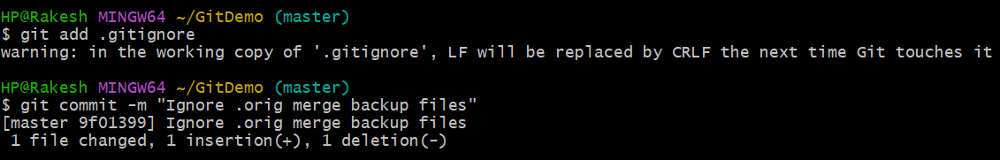 HP@Rakesh MINGW64 ~/GitDemo (master)
$ git add .gitignore
warning: in the working copy of '.gitignore', LF will be replaced by CRLF the next time Git touches it
HP@Rakesh MINGW64 ~/GitDemo (master)
$ git commit -m "Ignore .orig merge backup files"
[master 9f01399] Ignore .orig merge backup files
 1 file changed, 1 insertion(+), 1 deletion(-)